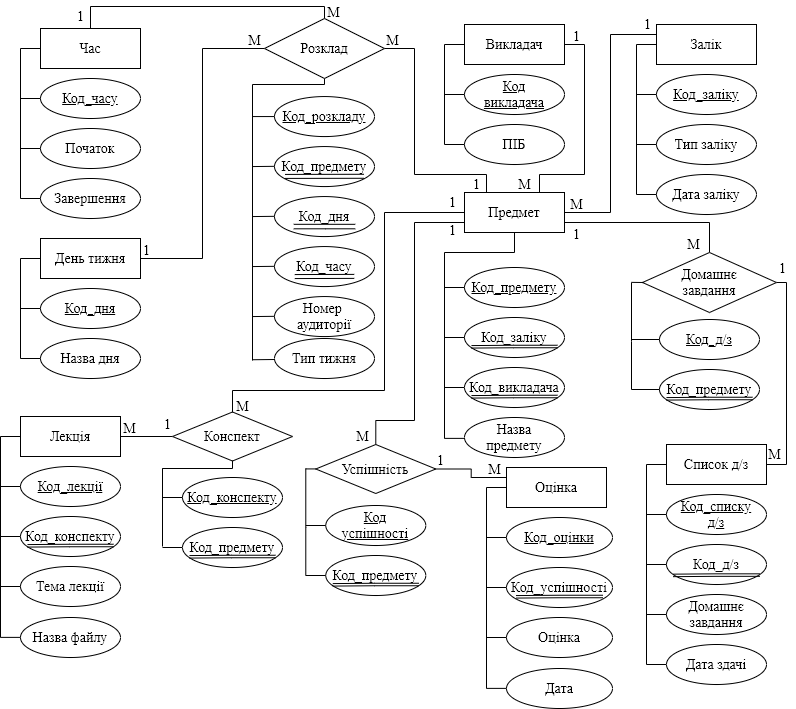 1
M
Час
Код_часу
Початок
Завершення
M
Розклад
M
Код_розкладу
Код_предмету
Код_дня
Код_часу
Номер
аудиторії
Тип тижня
День тижня
1
Код_дня
Назва дня
Викладач
1
Код
викладача
ПІБ
1
Залік
Код_заліку
Тип заліку
Дата заліку
1
M
1
Предмет
M
1
1
Код_предмету
Код_заліку
Код_викладача
Назва
предмету
M
Домашнє
завдання
1
Код_д/з
Код_предмету
Лекція
M
1
M
Конспект
Код_лекції
Код_конспекту
Тема лекції
Назва файлу
Код_конспекту
Код_предмету
M
Успішність
1
Код
успішності
Код_предмету
M
Оцінка
Код_оцінки
Код_успішності
Оцінка
Дата
Список д/з
M
Код_списку
д/з
Код_д/з
Домашнє
завдання
Дата здачі